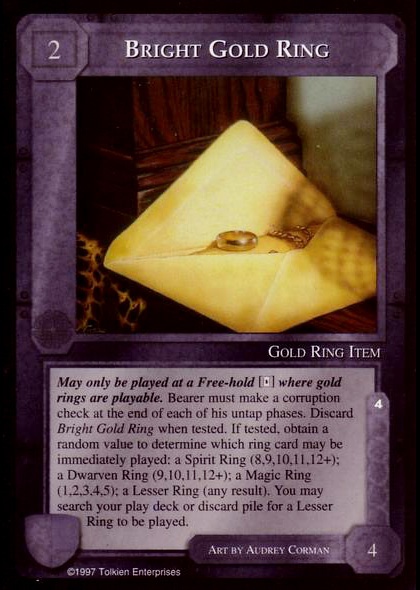 2
BRIGHT GOLD RING
GOLD RING ITEM
May only be played at a Free-hold [•] where gold
rings are playable. Bearer must make a corruption
check at the end of each of his untap phases. Discard
Bright Gold Ring when tested. If tested, obtain a
random value to determine which ring card may be
immediately played: a Spirit Ring (8,9,10,11,12+);
a Dwarven Ring (9,10,11,12+); a Magic Ring
(1,2,3,4,5); a Lesser Ring (any result). You may
search your play deck or discard pile for a Lesser
Ring to be played.
4
ART BY AUDREY CORMAN
4
©1997 Tolkien Enterprises